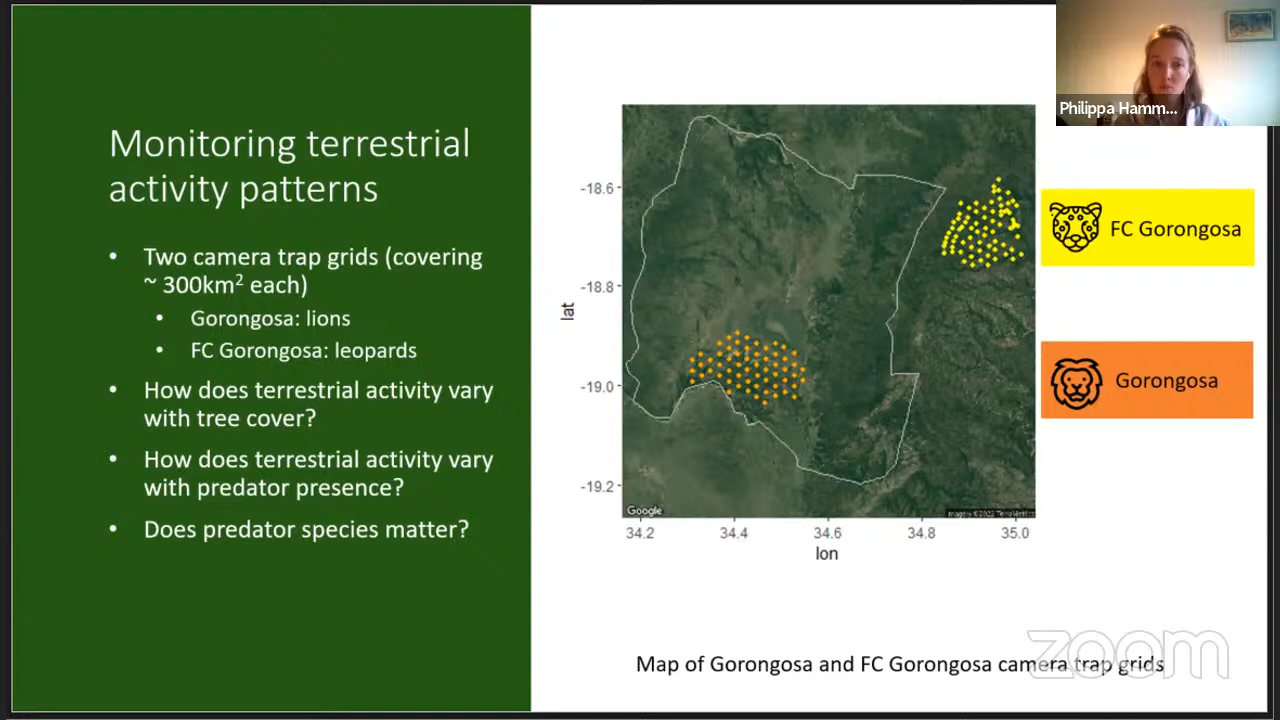 Monitoring terrestrial
activity patterns
• Two camera trap grids (covering
~ 300km² each)
• Gorongosa: lions
• FC Gorongosa: leopards
• How does terrestrial activity vary
with tree cover?
• How does terrestrial activity vary
with predator presence?
• Does predator species matter?
Philippa Hamm...
FC Gorongosa
Gorongosa
lat
-18.6
-18.8
-19.0
-19.2
Google
Imagery ©2022 TerraMetrics
34.2 34.4 34.6 34.8 35.0
lon
Map of Gorongosa and FC Gorongosa camera trap grids
zoom